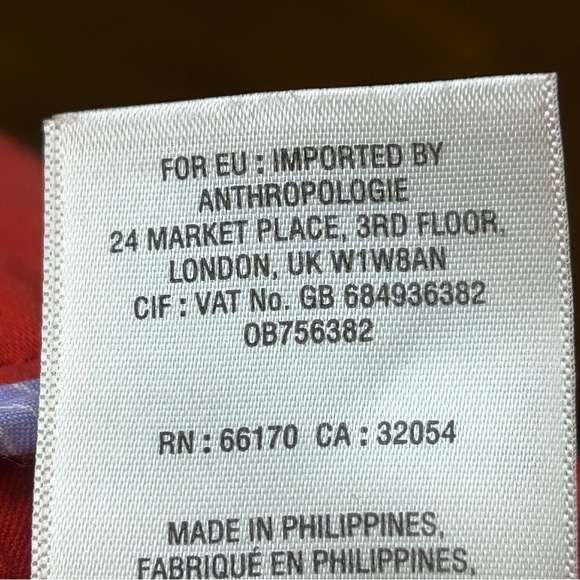 FOR EU : IMPORTED BY
ANTHROPOLOGIE
24 MARKET PLACE, 3RD FLOOR,
LONDON, UK W1W8AN
CIF : VAT No. GB 684936382
OB756382
RN : 66170 CA : 32054
MADE IN PHILIPPINES,
FABRIQUÉ EN PHILIPPINES,